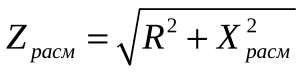 Z_расм = √(R² + X²_расм)